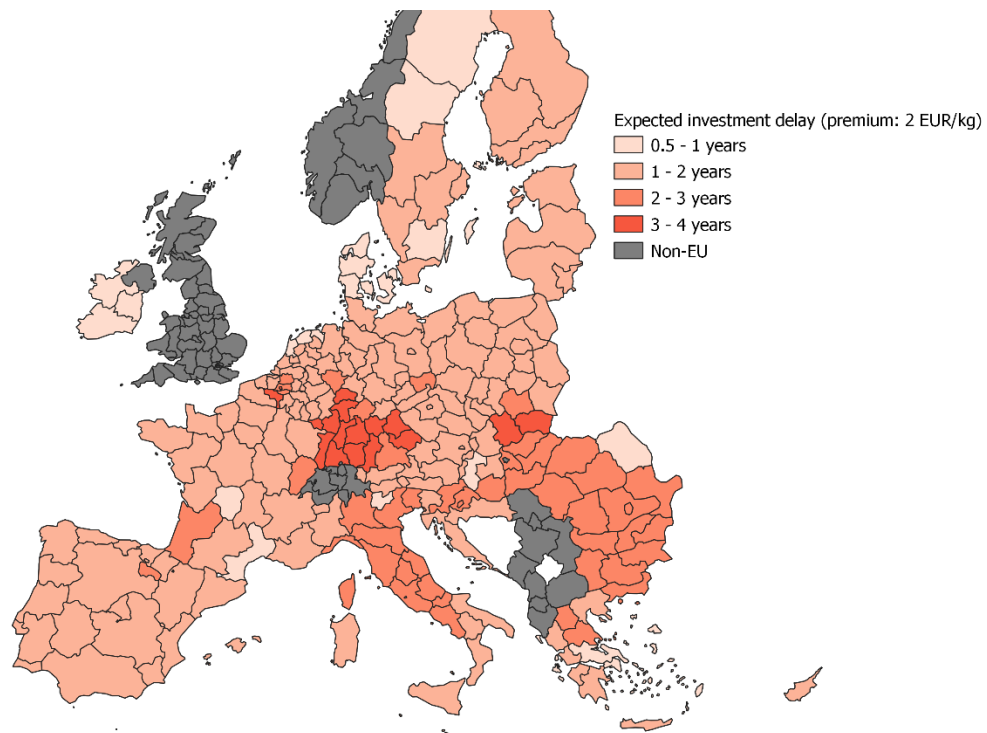 Expected investment delay (premium: 2 EUR/kg)
0.5 - 1 years
1 - 2 years
2 - 3 years
3 - 4 years
Non-EU